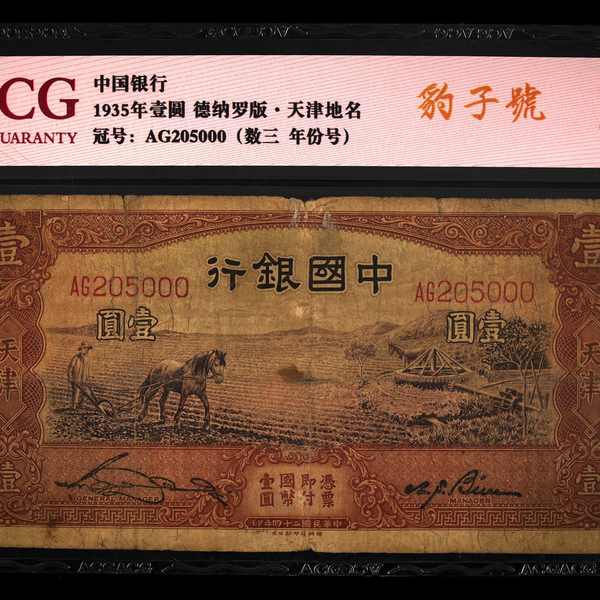 CG
UARANTY
中国银行
1935年壹圓 德纳罗版·天津地名
冠号：AG205000（数三 年份号）
豹子號
行銀國中
AG205000
AG205000
圓壹
圓壹
壹
壹
天津
天津
壹
壹
憑票
即付
國幣
壹圓
GENERAL MANAGER
MANAGER
印年四十二國民華中